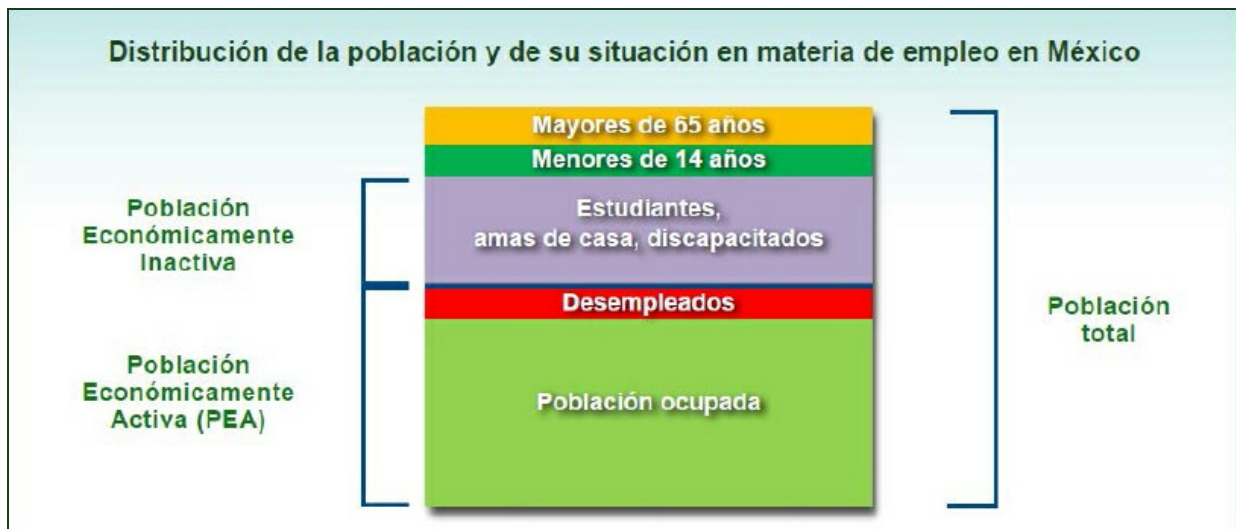 Distribución de la población y de su situación en materia de empleo en México
Mayores de 65 años
Menores de 14 años
Población
Económicamente
Inactiva
Estudiantes,
amas de casa, discapacitados
Desempleados
Población
Económicamente
Activa (PEA)
Población ocupada
Población
total